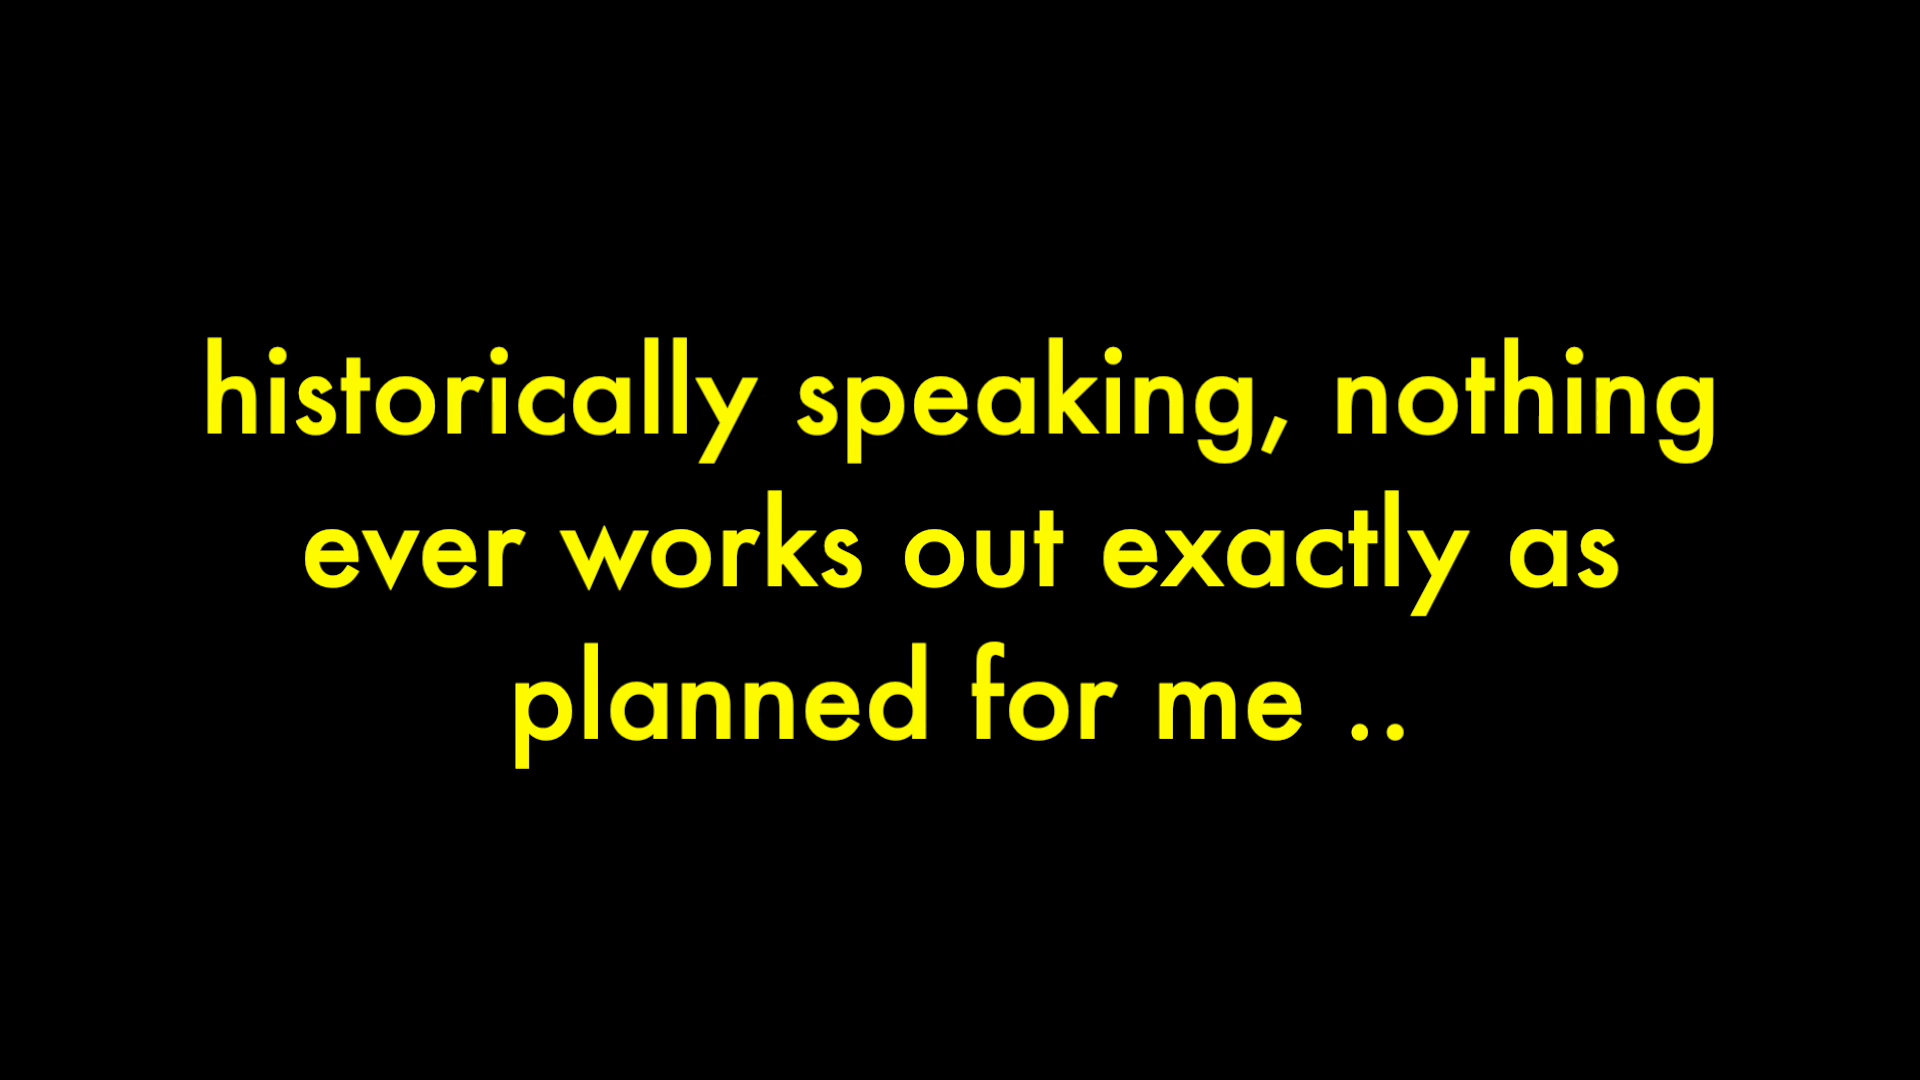 historically speaking, nothing
ever works out exactly as
planned for me ..